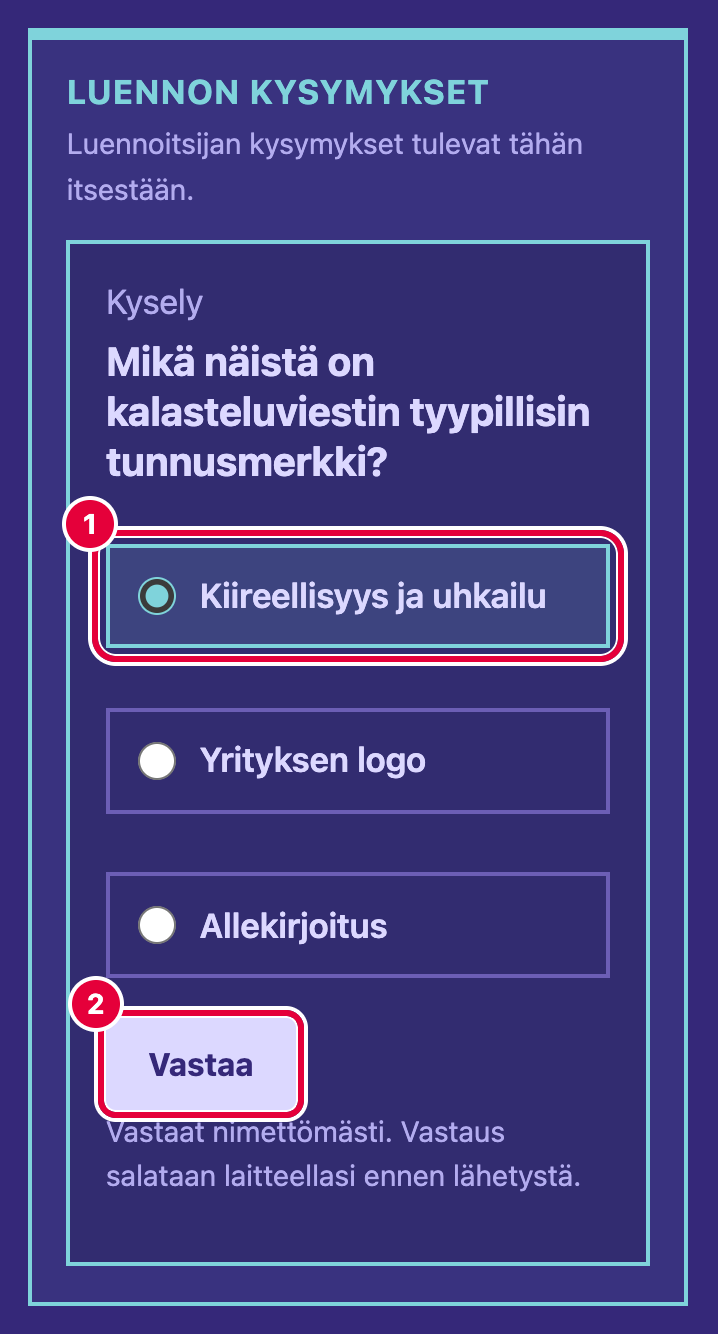 LUENNON KYSYMYKSET
Luennoitsijan kysymykset tulevat tähän
itsestään.
Kysely
Mikä näistä on
kalasteluviestin tyypillisin
tunnusmerkki?
1
Kiireellisyys ja uhkailu
Yrityksen logo
Allekirjoitus
2
Vastaa
Vastaat nimettömästi. Vastaus
salataan laitteellasi ennen lähetystä.